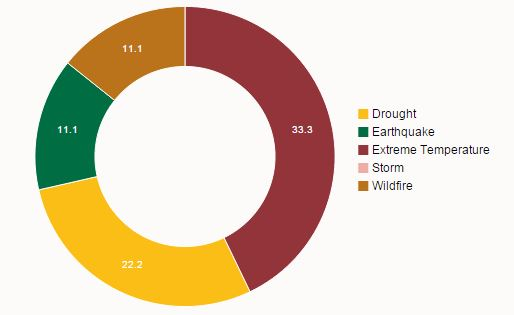 11.1
33.3
11.1
22.2
Drought
Earthquake
Extreme Temperature
Storm
Wildfire